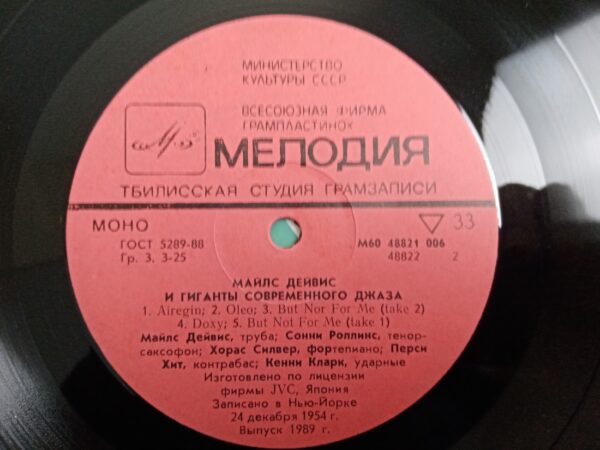 МИНИСТЕРСТВО
КУЛЬТУРЫ СССР
ВСЕСОЮЗНАЯ ФИРМА
ГРАМПЛАСТИНОК
МЕЛОДИЯ
ТБИЛИССКАЯ СТУДИЯ ГРАМЗАПИСИ
МОНО
33
ГОСТ 5289-88
М60 48821 006
Гр. 3. 3-25
48822 2
МАЙЛС ДЕЙВИС
И ГИГАНТЫ СОВРЕМЕННОГО ДЖАЗА
1. Airegin; 2. Oleo; 3. But Nor For Me (take 2)
4. Doxy; 5. But Not For Me (take 1)
Майлс Дейвис, труба; Сонни Роллинс, тенор-
саксофон; Хорас Силвер, фортепиано; Перси
Хит, контрабас; Кенни Кларк, ударные
Изготовлено по лицензии
фирмы JVC, Япония
Записано в Нью-Йорке
24 декабря 1954 г.
Выпуск 1989 г.